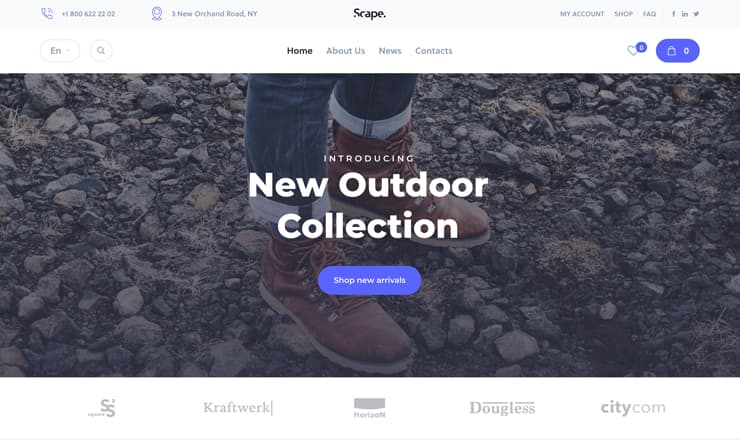 +1 800 622 22 02
3 New Orchand Road, NY
Scape.
MY ACCOUNT
SHOP
FAQ
f in
En
Home
About Us
News
Contacts
0
0
INTRODUCING
New Outdoor
Collection
Shop new arrivals
square
Kraftwerk
HorizoN
Dougless
citycom